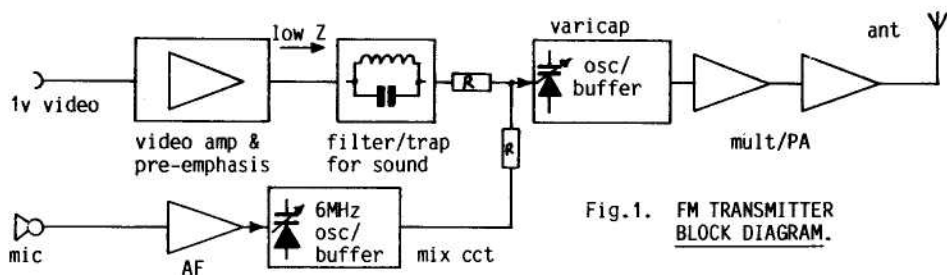 low Z
varicap
ant
osc/
buffer
R
1v video
video amp &
pre-emphasis
filter/trap
for sound
mult/PA
R
6MHz
osc/
buffer
mic
AF
mix cct
Fig.1. FM TRANSMITTER
BLOCK DIAGRAM.